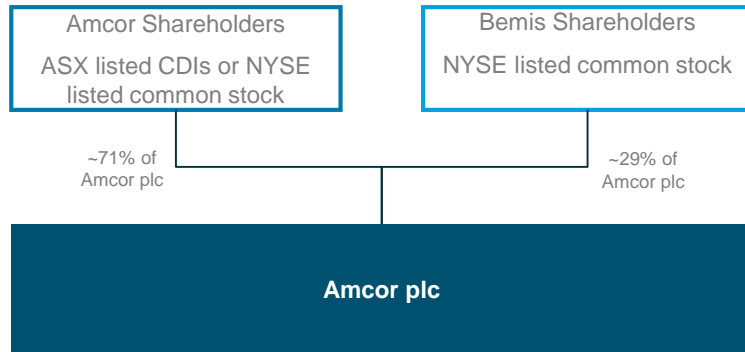 Amcor Shareholders
ASX listed CDIs or NYSE
listed common stock
Bemis Shareholders
NYSE listed common stock
~71% of
Amcor plc
~29% of
Amcor plc
Amcor plc